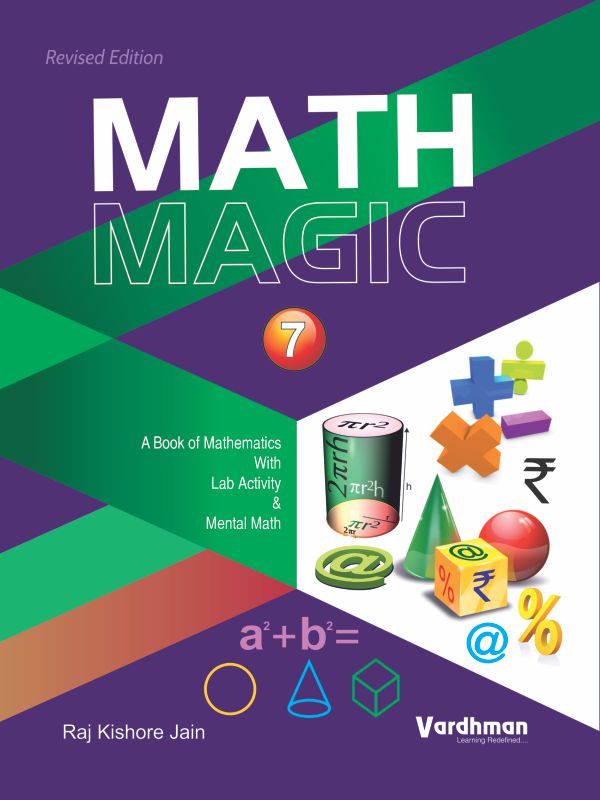 Revised Edition
MATH
MAGIC
7
A Book of Mathematics
With
Lab Activity
&
Mental Math
πr2
2πrh
πr2h
h
r
πr2
2πr
₹
@
@
%
₹
%
@
a²+b²=
Raj Kishore Jain
Vardhman
Learning Redefined....